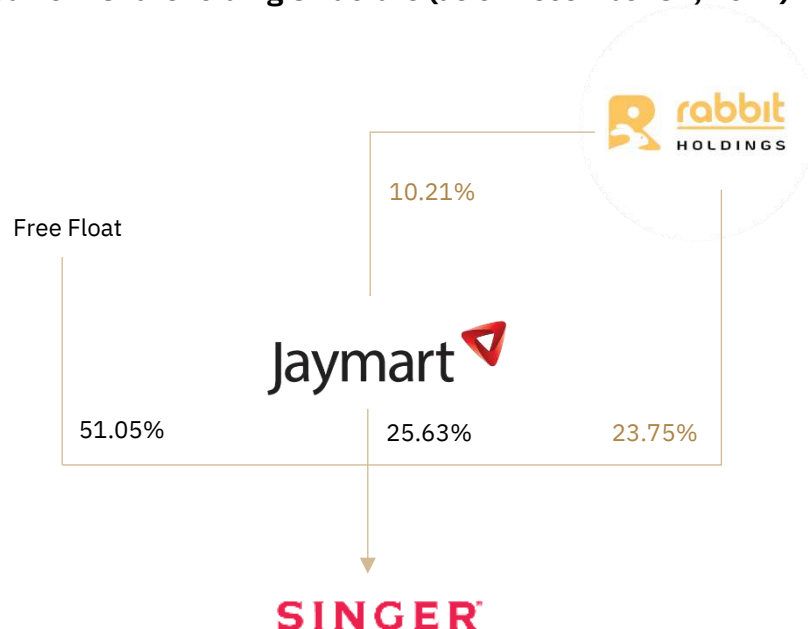 rabbit
HOLDINGS
10.21%
Free Float
Jaymart
51.05%
25.63%
23.75%
SINGER